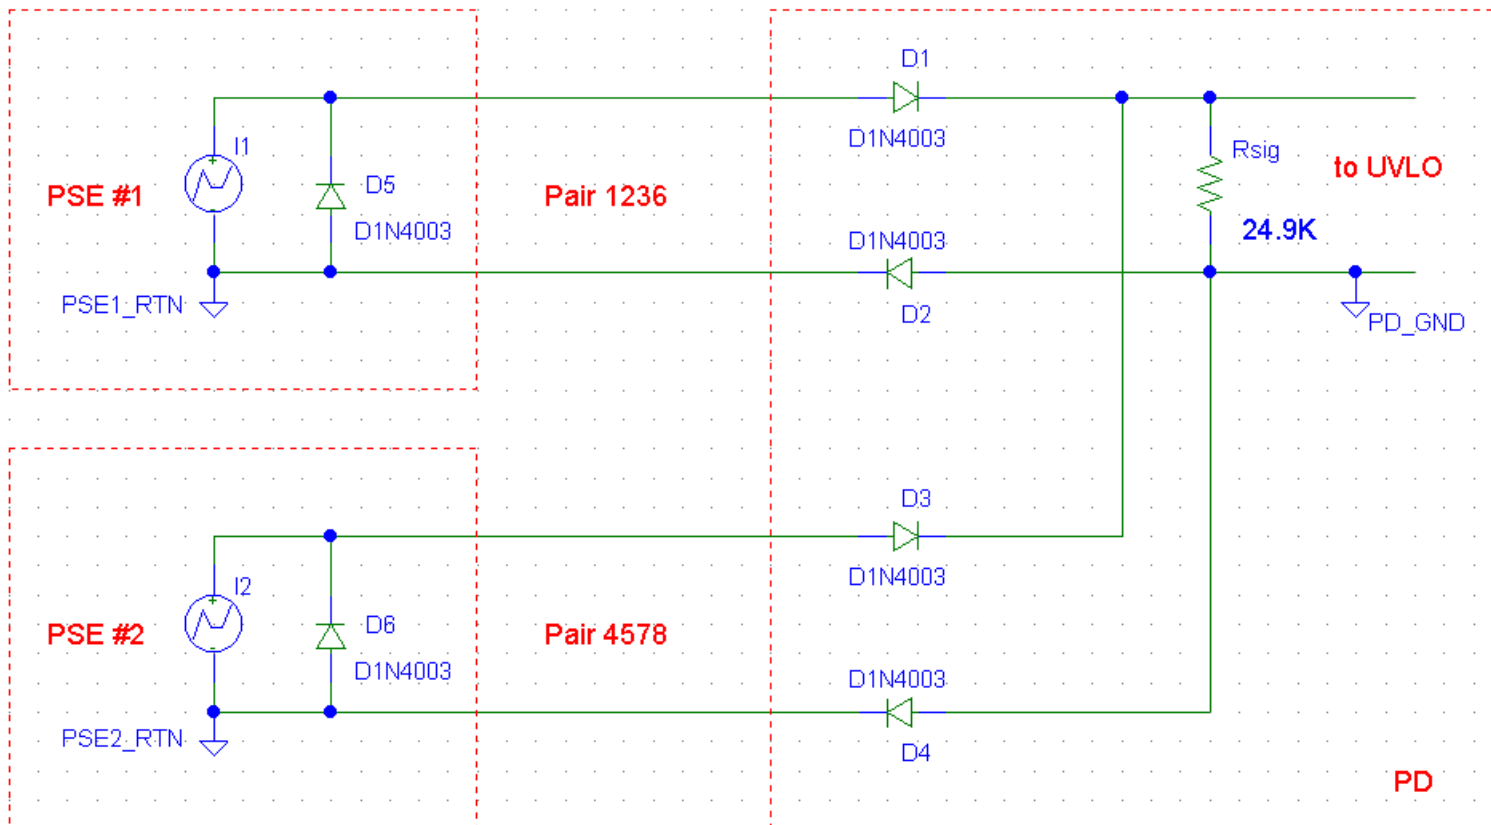 D1
D1N4003
I1
PSE #1
D5
D1N4003
Pair 1236
Rsig
to UVLO
24.9K
D1N4003
D2
PSE1_RTN
PD_GND
D3
D1N4003
I2
PSE #2
D6
D1N4003
Pair 4578
D1N4003
D4
PSE2_RTN
PD